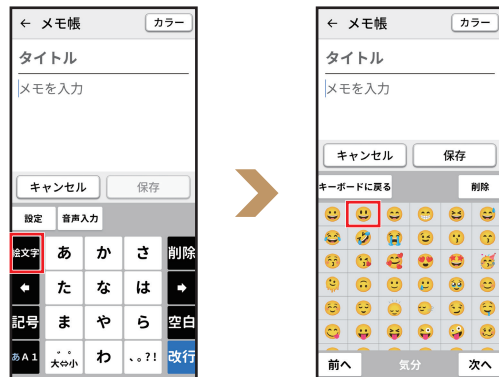 ← メモ帳 カラー
タイトル
メモを入力
キャンセル 保存
設定 音声入力
絵文字 あ か さ 削除
← た な は →
記号 ま や ら 空白
あA1 大⇔小 わ 、。?! 改行
← メモ帳 カラー
タイトル
メモを入力
キャンセル 保存
キーボードに戻る 削除
前へ 気分 次へ